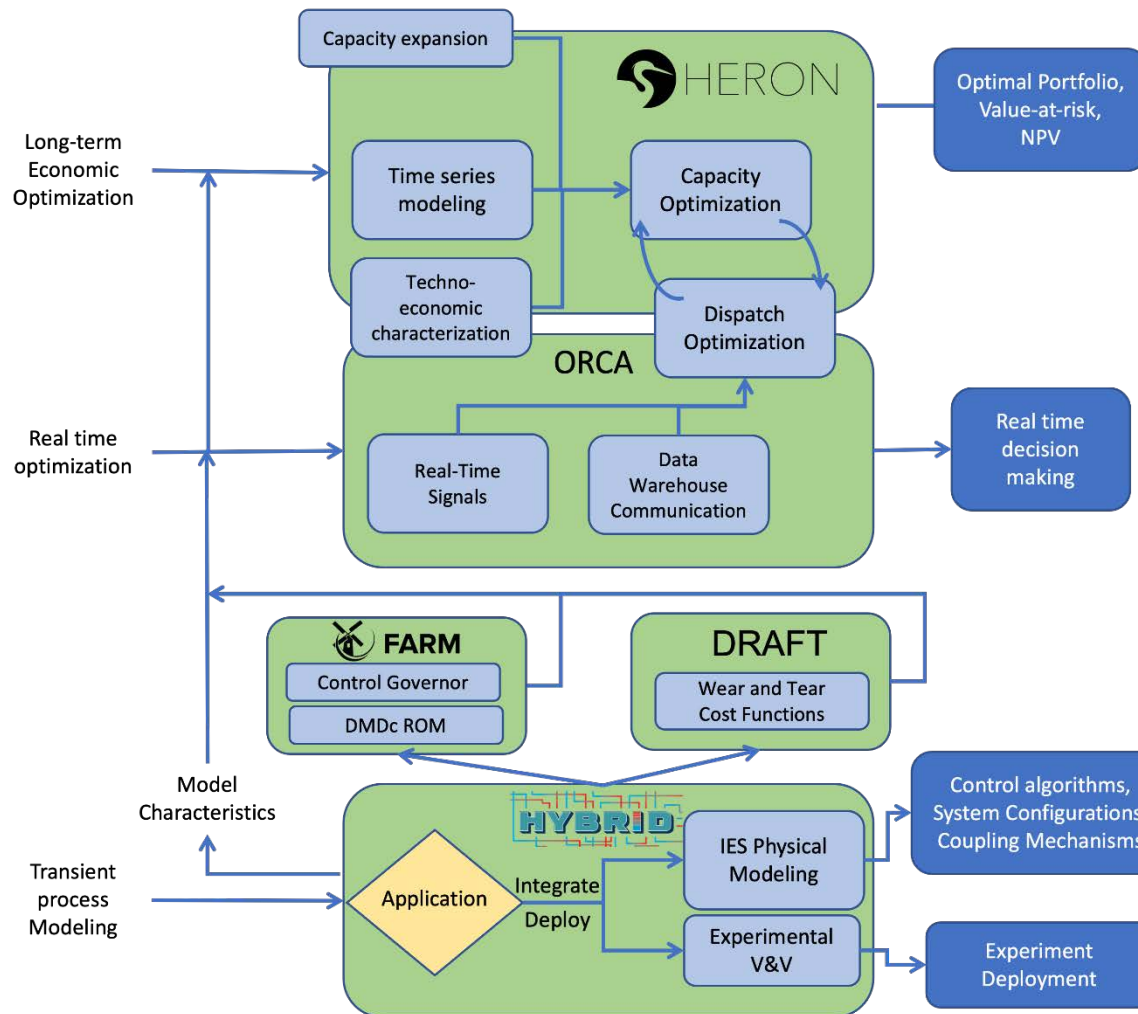 Capacity expansion
HERON
Optimal Portfolio,
Value-at-risk,
NPV
Long-term
Economic
Optimization
Time series
modeling
Capacity
Optimization
Techno-
economic
characterization
Dispatch
Optimization
ORCA
Real time
optimization
Real-Time
Signals
Data
Warehouse
Communication
Real time
decision
making
FARM
Control Governor
DMDc ROM
DRAFT
Wear and Tear
Cost Functions
Model
Characteristics
HYBRID
Control algorithms,
System Configurations
Coupling Mechanisms
Transient
process
Modeling
Application
Integrate
Deploy
IES Physical
Modeling
Experimental
V&V
Experiment
Deployment